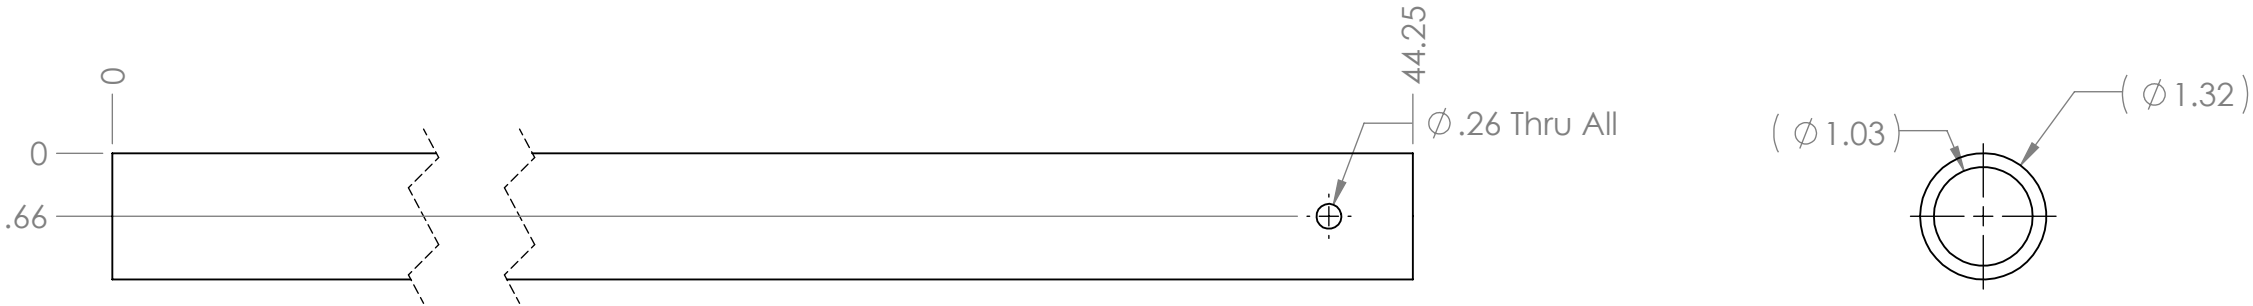 0
44.25
0
.66
⌀ .26 Thru All
( ⌀ 1.03 )
( ⌀ 1.32 )